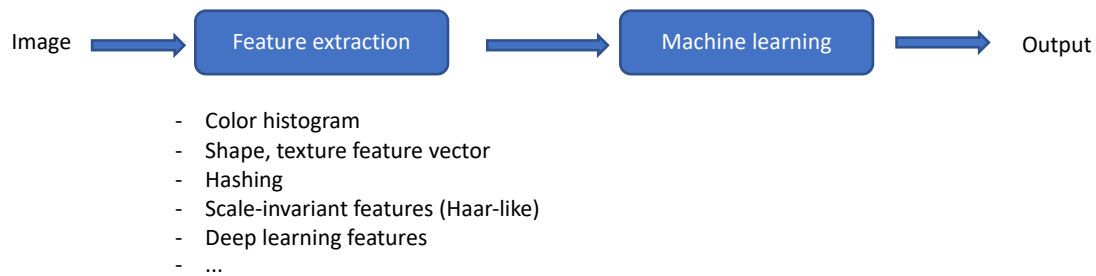 Image
Feature extraction
Machine learning
Output
- Color histogram
- Shape, texture feature vector
- Hashing
- Scale-invariant features (Haar-like)
- Deep learning features
- ...